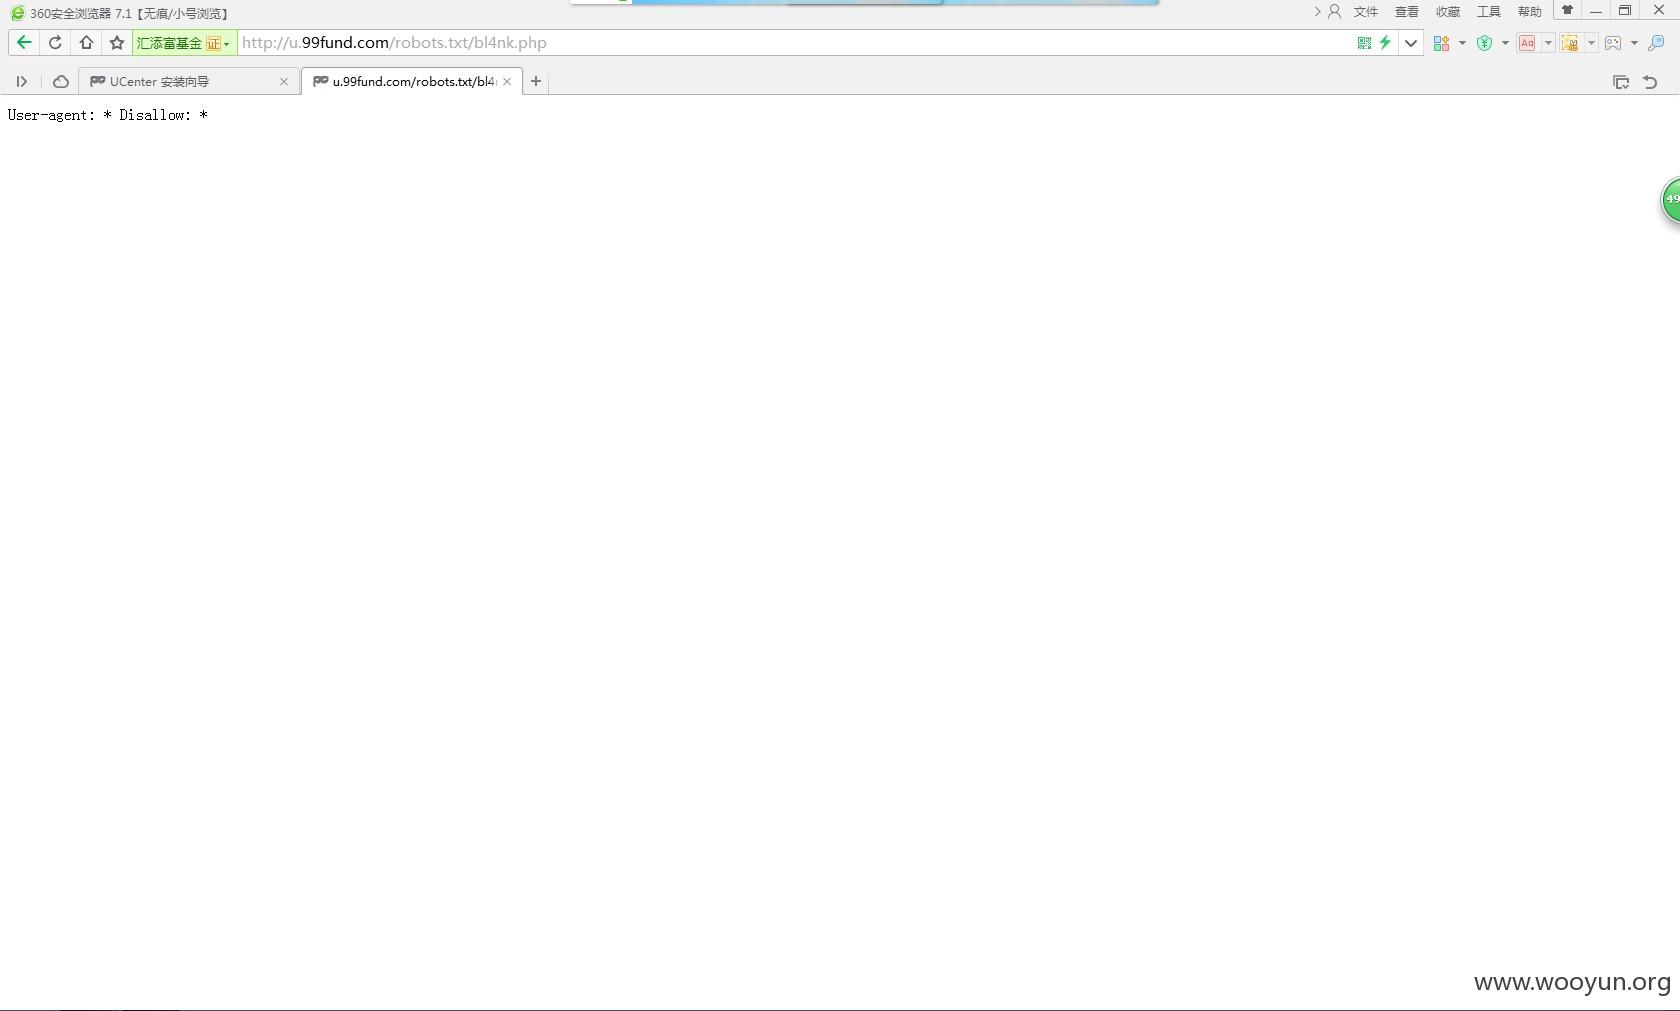 360安全浏览器 7.1【无痕/小号浏览】
文件 查看 收藏 工具 帮助
汇添富基金 证 http://u.99fund.com/robots.txt/bl4nk.php
UCenter 安装向导
u.99fund.com/robots.txt/bl4
User-agent: * Disallow: *
49
www.wooyun.org